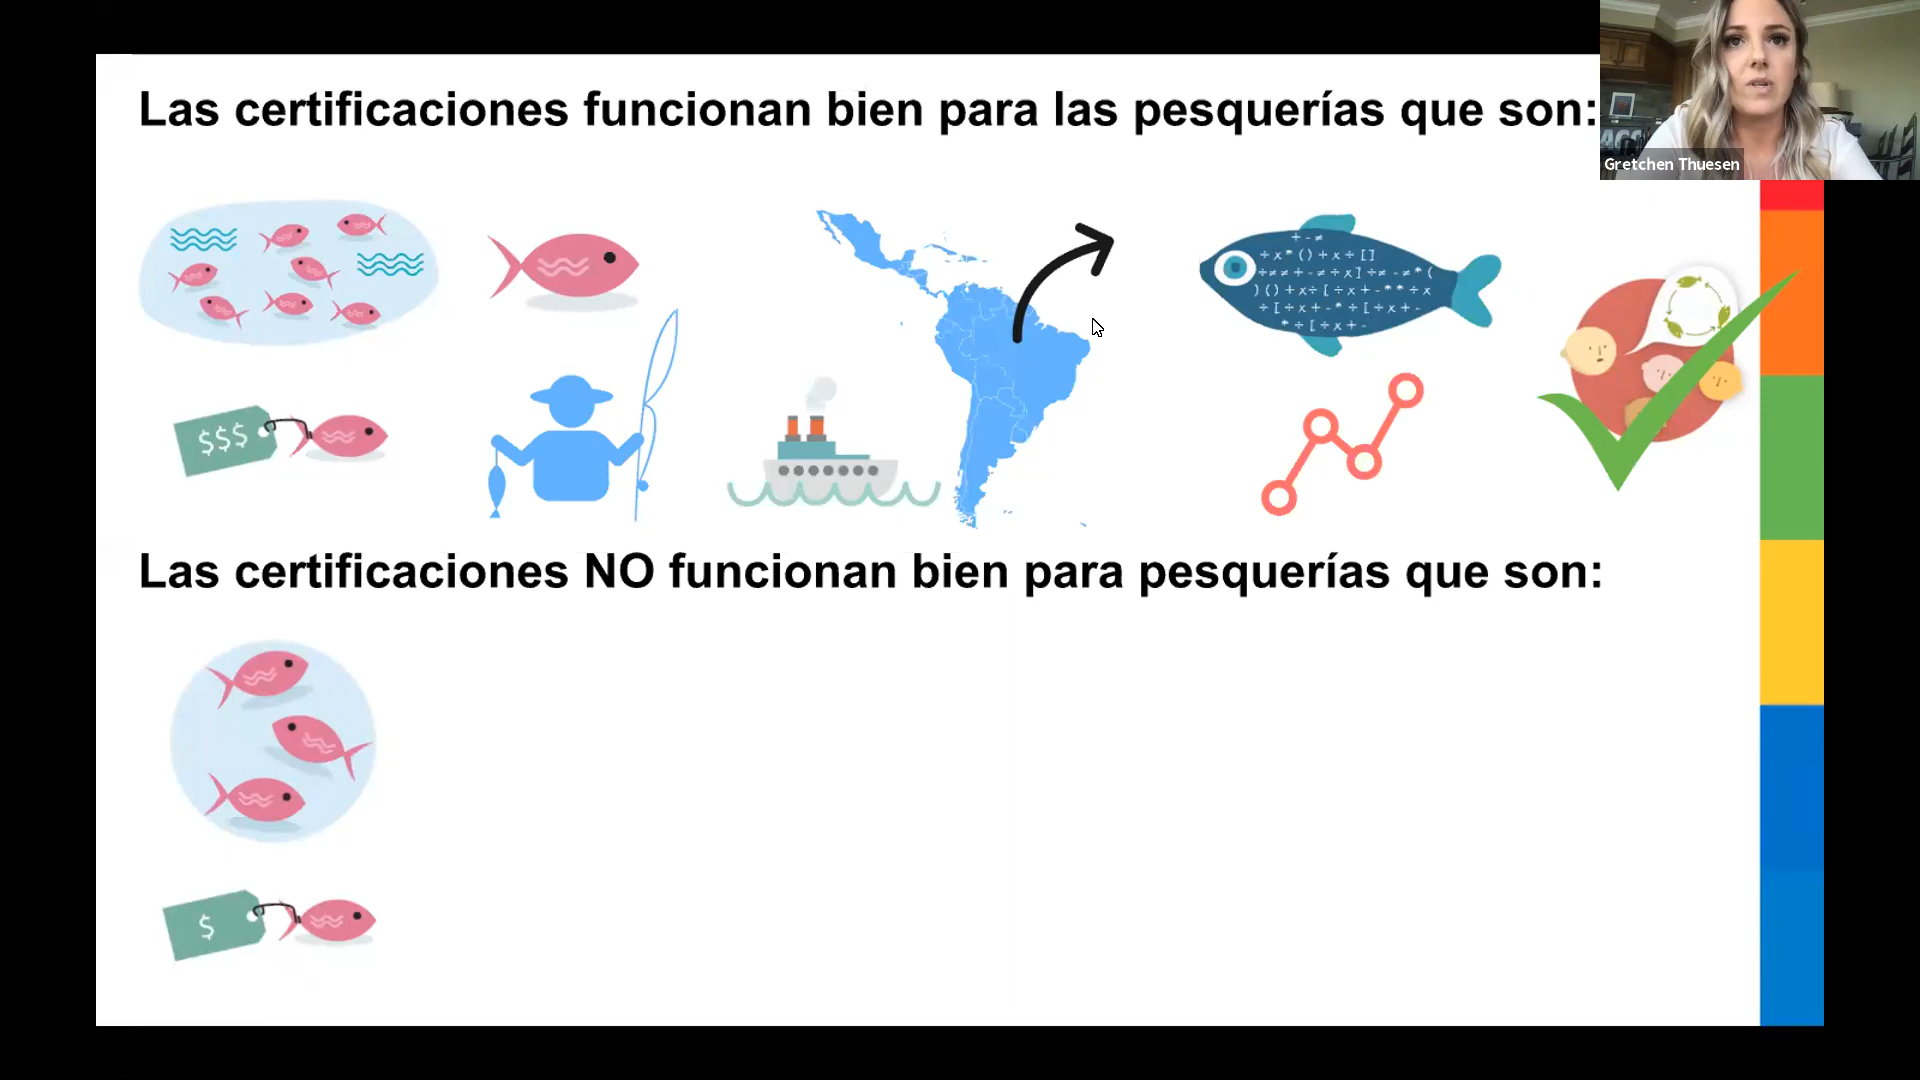 Las certificaciones funcionan bien para las pesquerías que son:
Gretchen Thuesen
$$$
Las certificaciones NO funcionan bien para pesquerías que son:
$